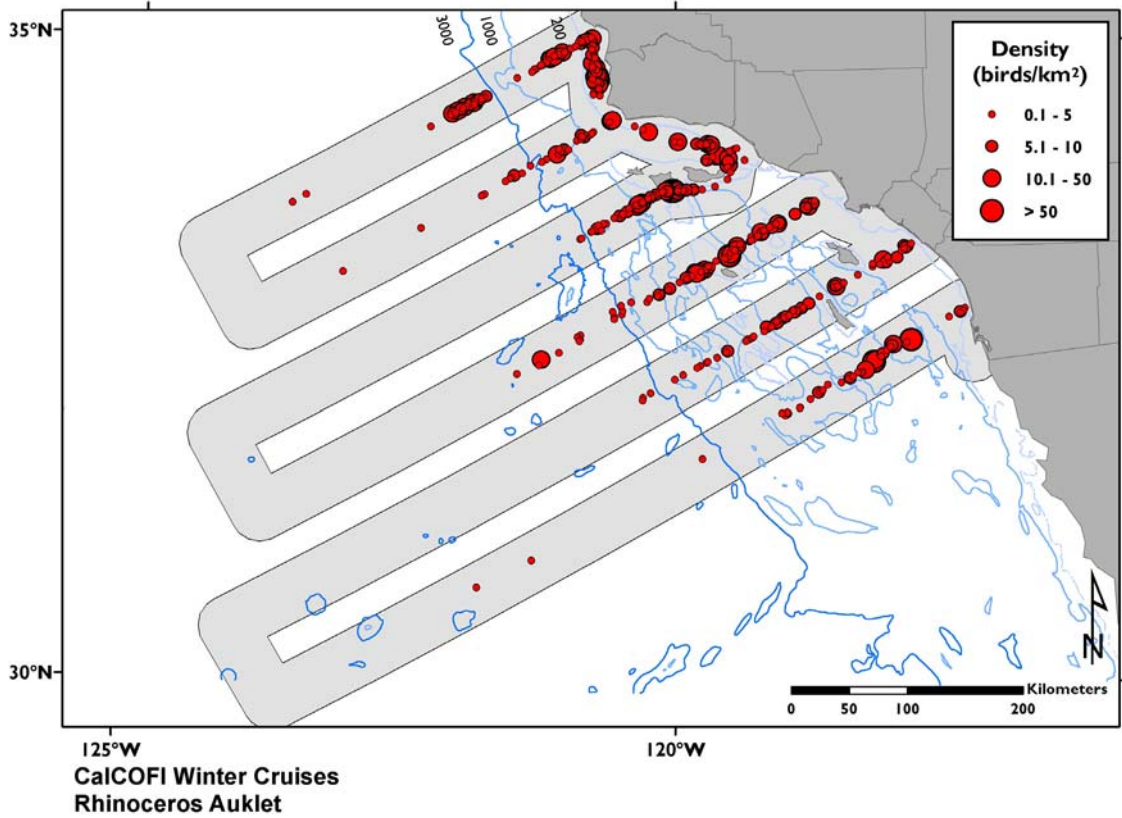 35°N
3000
1000
200
Density
(birds/km²)
0.1 - 5
5.1 - 10
10.1 - 50
> 50
30°N
N
Kilometers
0 50 100 200
125°W 120°W
CalCOFI Winter Cruises
Rhinoceros Auklet